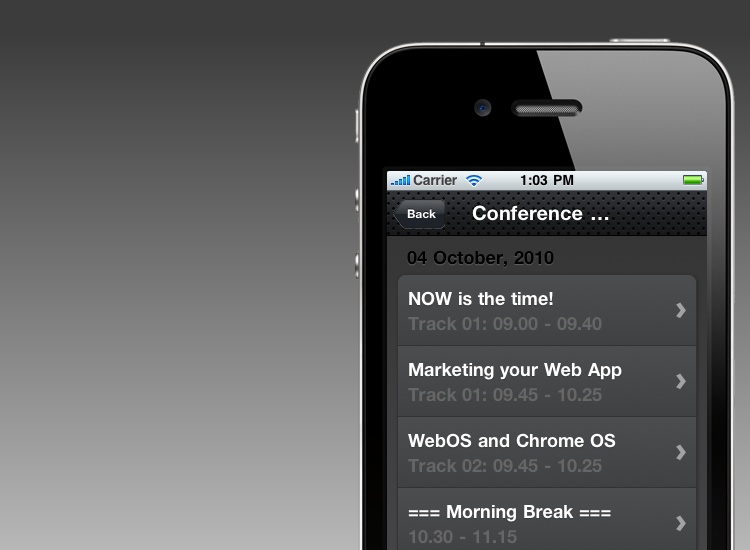 Carrier 1:03 PM
Back Conference ...
04 October, 2010
NOW is the time!
Track 01: 09.00 - 09.40
Marketing your Web App
Track 01: 09.45 - 10.25
WebOS and Chrome OS
Track 02: 09.45 - 10.25
=== Morning Break ===
10.30 - 11.15